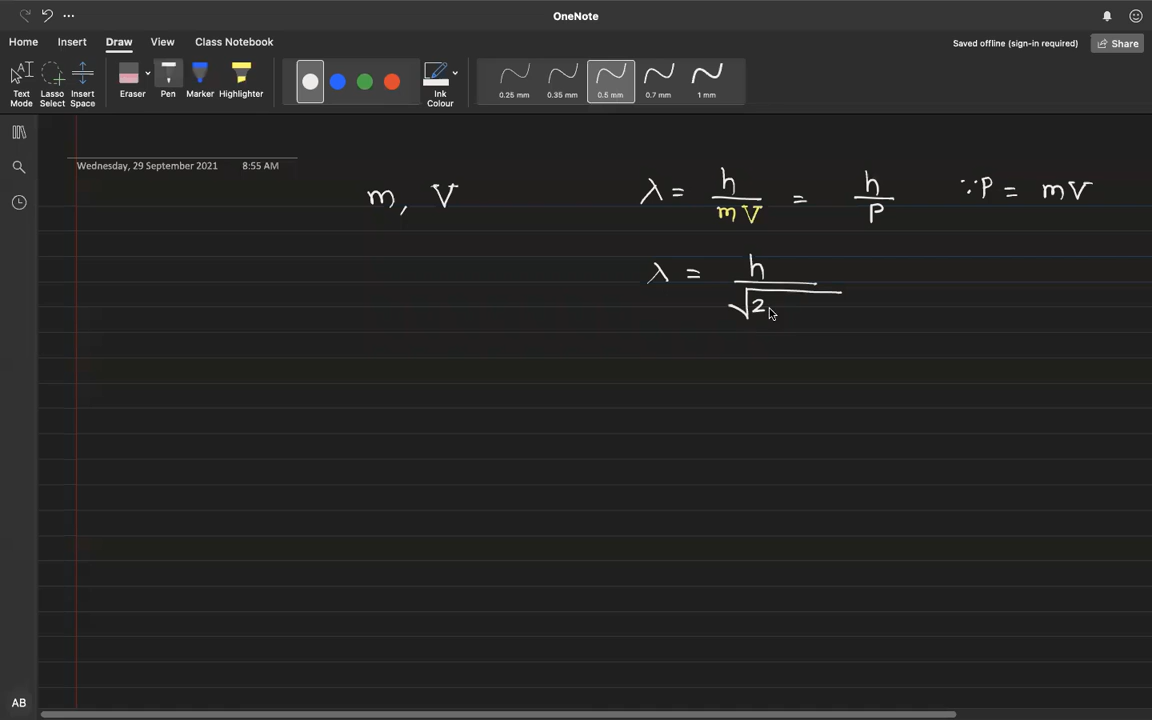 OneNote
Home Insert Draw View Class Notebook
Saved offline (sign-in required) Share
Text Mode
Lasso Select
Insert Space
Eraser
Pen
Marker
Highlighter
Ink Colour
0.25 mm 0.35 mm 0.5 mm 0.7 mm 1 mm
Wednesday, 29 September 2021 8:55 AM
m, V
λ = h/mV = h/P ∵ P = mV
λ = h/√2
AB